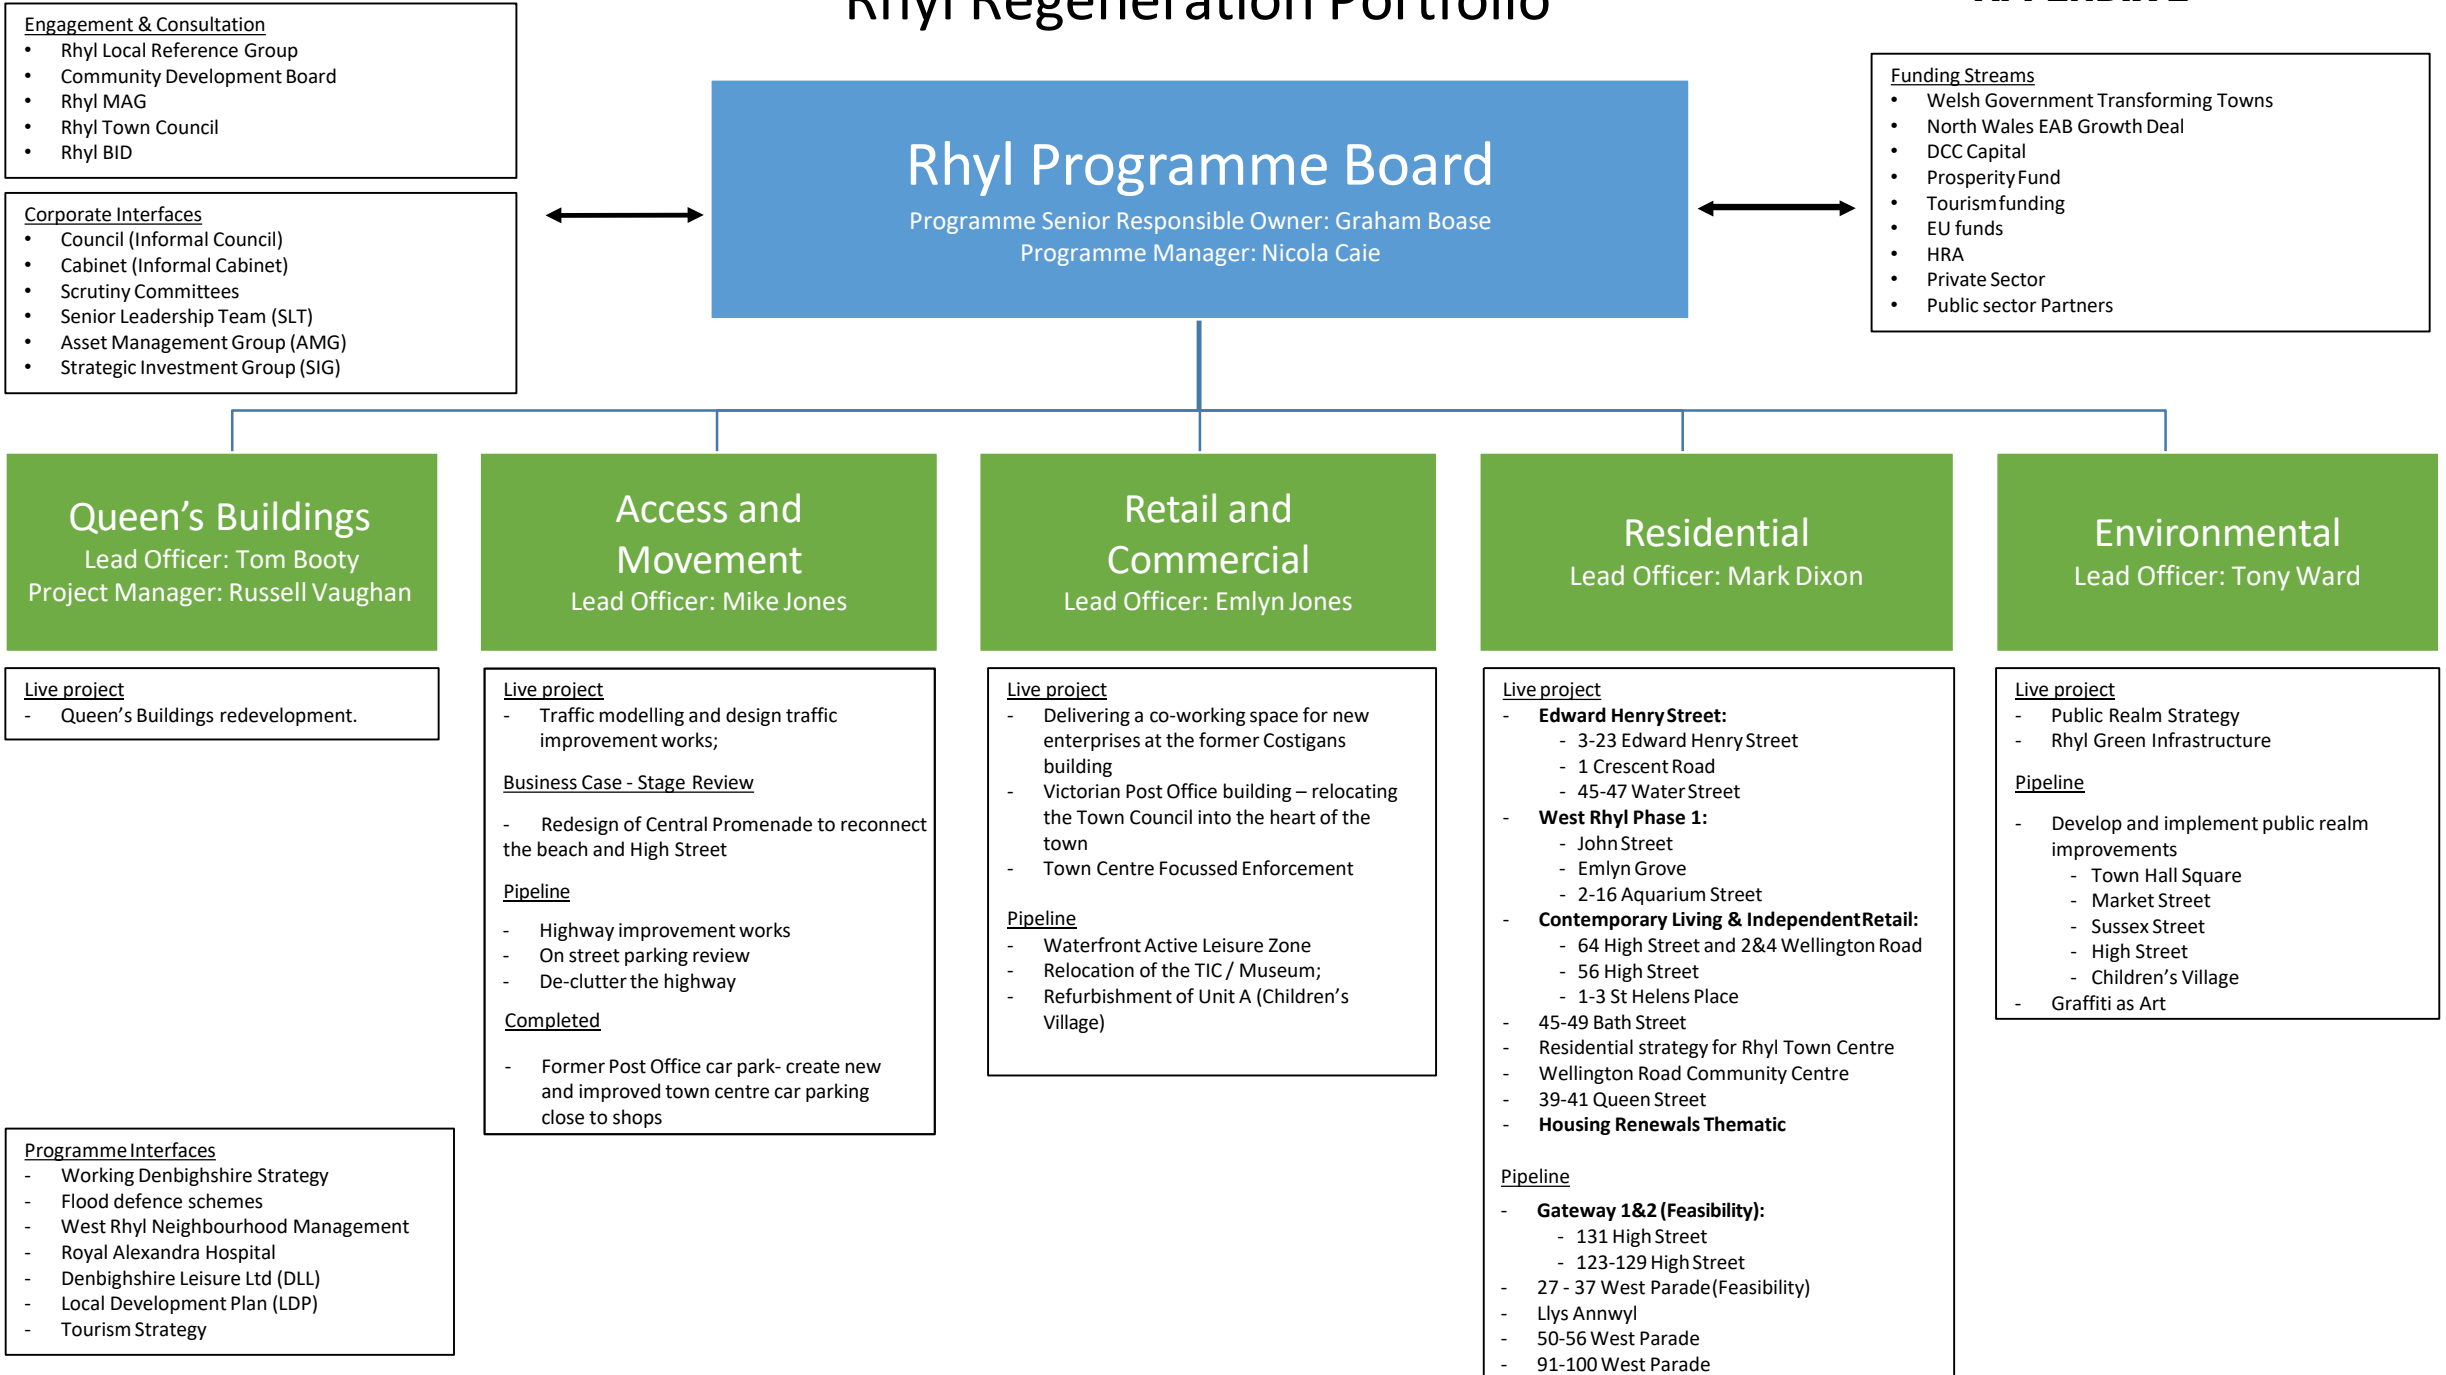 Rhyl Regeneration Portfolio
Engagement & Consultation
• Rhyl Local Reference Group
• Community Development Board
• Rhyl MAG
• Rhyl Town Council
• Rhyl BID
Corporate Interfaces
• Council (Informal Council)
• Cabinet (Informal Cabinet)
• Scrutiny Committees
• Senior Leadership Team (SLT)
• Asset Management Group (AMG)
• Strategic Investment Group (SIG)
Rhyl Programme Board
Programme Senior Responsible Owner: Graham Boase
Programme Manager: Nicola Caie
Funding Streams
• Welsh Government Transforming Towns
• North Wales EAB Growth Deal
• DCC Capital
• Prosperity Fund
• Tourism funding
• EU funds
• HRA
• Private Sector
• Public sector Partners
Queen’s Buildings
Lead Officer: Tom Booty
Project Manager: Russell Vaughan
Live project
- Queen’s Buildings redevelopment.
Programme Interfaces
- Working Denbighshire Strategy
- Flood defence schemes
- West Rhyl Neighbourhood Management
- Royal Alexandra Hospital
- Denbighshire Leisure Ltd (DLL)
- Local Development Plan (LDP)
- Tourism Strategy
Access and
Movement
Lead Officer: Mike Jones
Live project
- Traffic modelling and design traffic
improvement works;
Business Case - Stage Review
- Redesign of Central Promenade to reconnect
the beach and High Street
Pipeline
- Highway improvement works
- On street parking review
- De-clutter the highway
Completed
- Former Post Office car park- create new
and improved town centre car parking
close to shops
Retail and
Commercial
Lead Officer: Emlyn Jones
Live project
- Delivering a co-working space for new
enterprises at the former Costigans
building
- Victorian Post Office building – relocating
the Town Council into the heart of the
town
- Town Centre Focussed Enforcement
Pipeline
- Waterfront Active Leisure Zone
- Relocation of the TIC / Museum;
- Refurbishment of Unit A (Children’s
Village)
Residential
Lead Officer: Mark Dixon
Live project
- Edward Henry Street:
- 3-23 Edward Henry Street
- 1 Crescent Road
- 45-47 Water Street
- West Rhyl Phase 1:
- John Street
- Emlyn Grove
- 2-16 Aquarium Street
- Contemporary Living & Independent Retail:
- 64 High Street and 2&4 Wellington Road
- 56 High Street
- 1-3 St Helens Place
- 45-49 Bath Street
- Residential strategy for Rhyl Town Centre
- Wellington Road Community Centre
- 39-41 Queen Street
- Housing Renewals Thematic
Pipeline
- Gateway 1&2 (Feasibility):
- 131 High Street
- 123-129 High Street
- 27 - 37 West Parade (Feasibility)
- Llys Annwyl
- 50-56 West Parade
- 91-100 West Parade
Environmental
Lead Officer: Tony Ward
Live project
- Public Realm Strategy
- Rhyl Green Infrastructure
Pipeline
- Develop and implement public realm
improvements
- Town Hall Square
- Market Street
- Sussex Street
- High Street
- Children’s Village
- Graffiti as Art